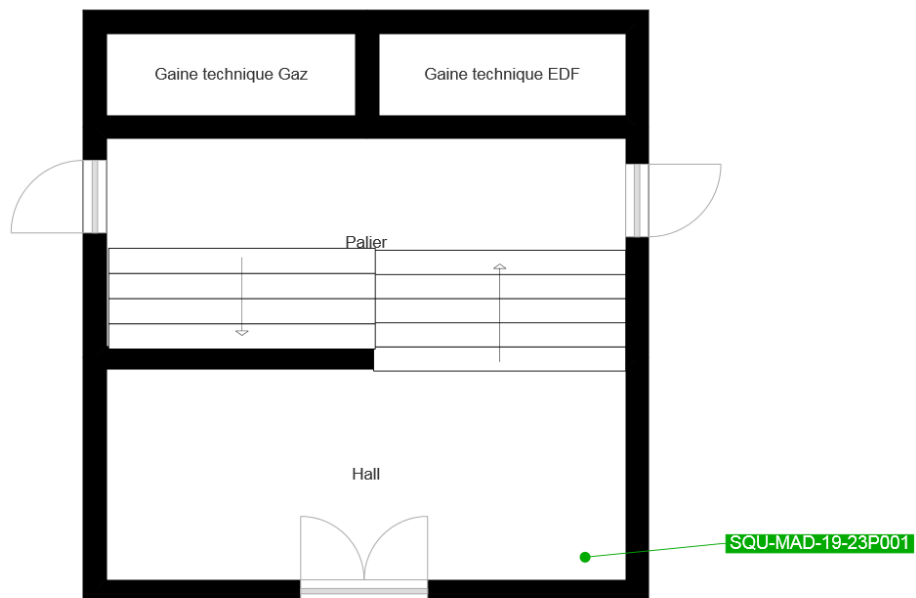 Gaine technique Gaz
Gaine technique EDF
Palier
Hall
SQU-MAD-19-23P001